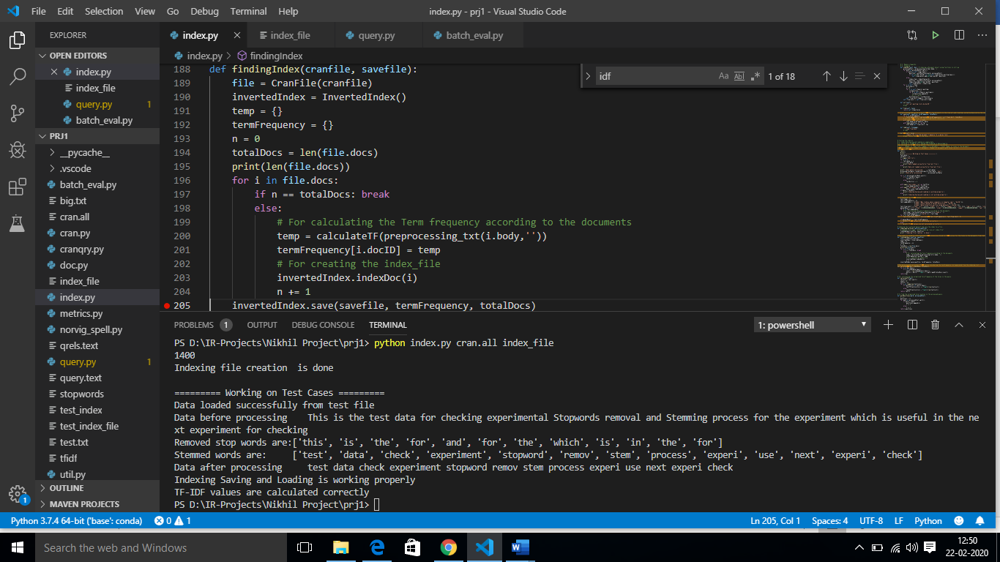 File Edit Selection View Go Debug Terminal Help index.py - prj1 - Visual Studio Code
EXPLORER
OPEN EDITORS
index.py
index_file
query.py 1
batch_eval.py
PRJ1
__pycache__
.vscode
batch_eval.py
big.txt
cran.all
cran.py
cranqry.py
doc.py
index_file
index.py
metrics.py
norvig_spell.py
qrels.text
query.py 1
query.text
stopwords
test_index
test_index_file
test.txt
tfidf
util.py
OUTLINE
MAVEN PROJECTS
index.py index_file query.py batch_eval.py
index.py > findingIndex
idf Aa Abl .* 1 of 18
188 def findingIndex(cranfile, savefile):
189 file = CranFile(cranfile)
190 invertedIndex = InvertedIndex()
191 temp = {}
192 termFrequency = {}
193 n = 0
194 totalDocs = len(file.docs)
195 print(len(file.docs))
196 for i in file.docs:
197 if n == totalDocs: break
198 else:
199 # For calculating the Term frequency according to the documents
200 temp = calculateTF(preprocessing_txt(i.body,''))
201 termFrequency[i.docID] = temp
202 # For creating the index_file
203 invertedIndex.indexDoc(i)
204 n += 1
205 invertedIndex.save(savefile, termFrequency, totalDocs)
PROBLEMS 1 OUTPUT DEBUG CONSOLE TERMINAL 1: powershell
PS D:\IR-Projects\Nikhil Project\prj1> python index.py cran.all index_file
1400
Indexing file creation  is done
========= Working on Test Cases =========
Data loaded successfully from test file
Data before processing    This is the test data for checking experimental Stopwords removal and Stemming process for the experiment which is useful in the ne
xt experiment for checking
Removed stop words are:['this', 'is', 'the', 'for', 'and', 'for', 'the', 'which', 'is', 'in', 'the', 'for']
Stemmed words are:     ['test', 'data', 'check', 'experiment', 'stopword', 'remov', 'stem', 'process', 'experi', 'use', 'next', 'experi', 'check']
Data after processing     test data check experiment stopword remov stem process experi use next experi check
Indexing Saving and Loading is working properly
TF-IDF values are calculated correctly
PS D:\IR-Projects\Nikhil Project\prj1>
1
Python 3.7.4 64-bit ('base': conda) 0 1 Ln 205, Col 1 Spaces: 4 UTF-8 LF Python
Search the web and Windows
12:50
22-02-2020